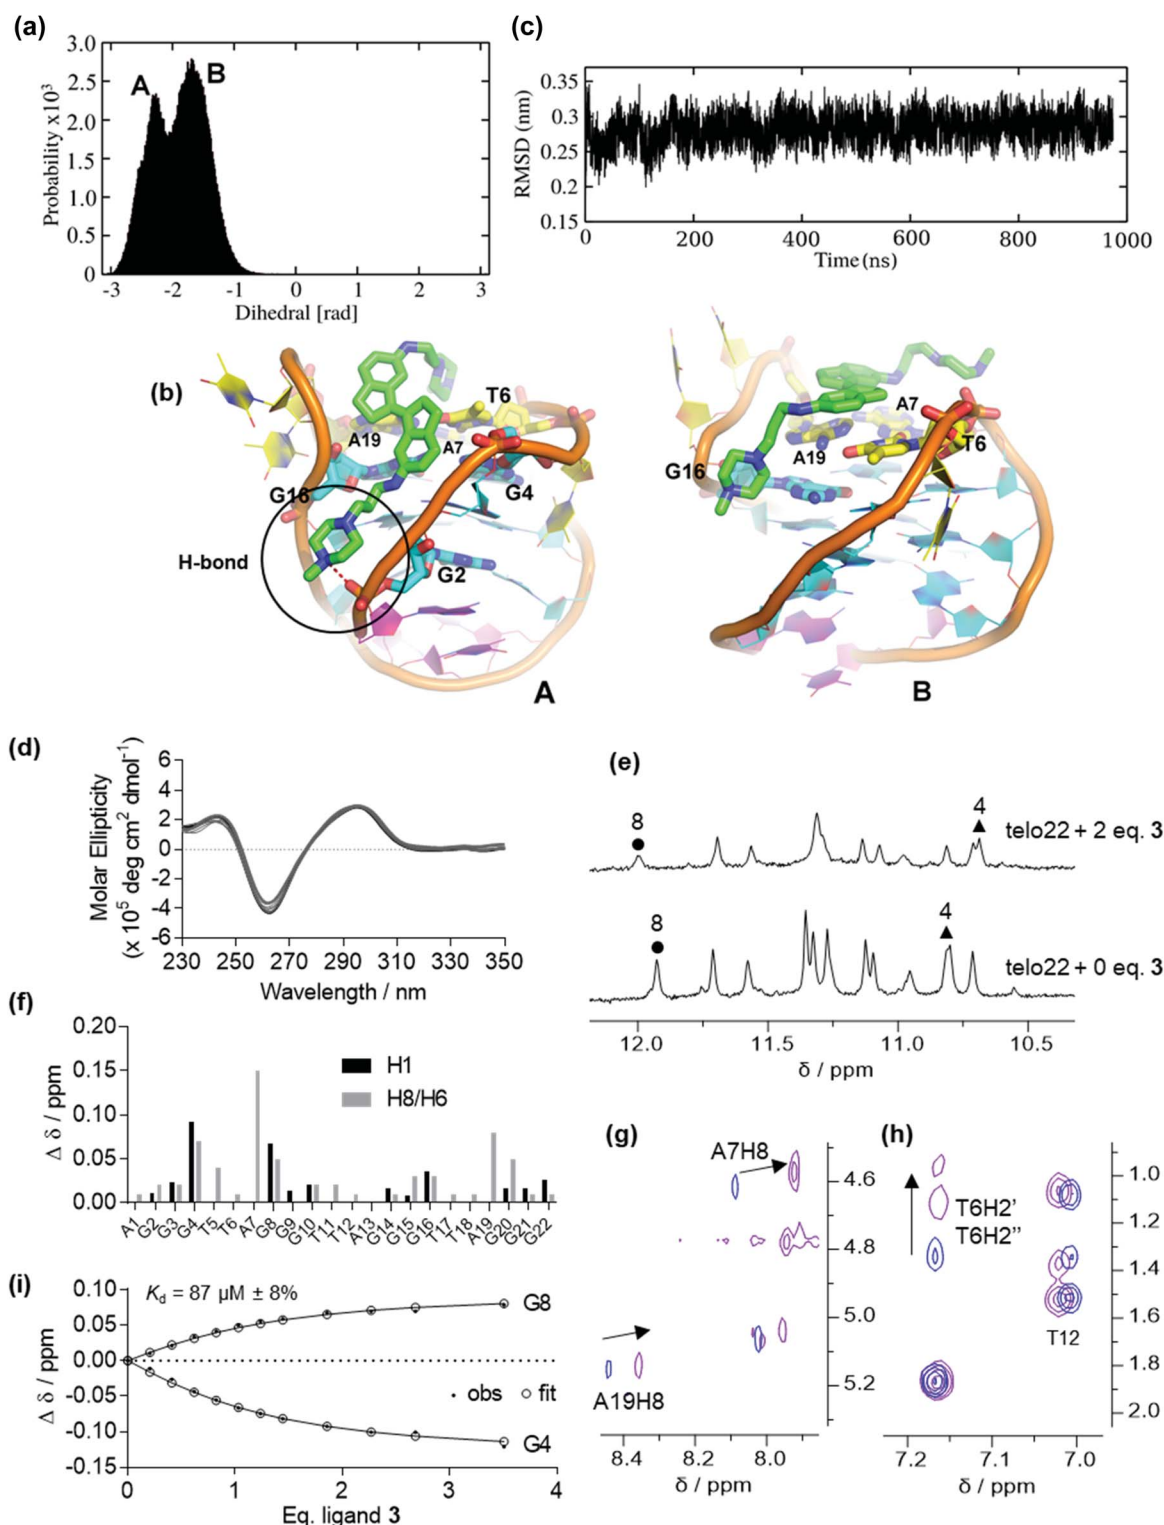 (a)
3.0
2.5
2.0
1.5
1.0
0.5
0
Probability x10³
A
B
-3 -2 -1 0 1 2 3
Dihedral [rad]
(c)
0.35
0.3
0.25
0.2
0.15
RMSD (nm)
0 200 400 600 800 1000
Time (ns)
(b)
T6
A19
A7
G16
G4
H-bond
G2
A
A7
T6
A19
G16
B
(d)
Molar Ellipticity
(x 10⁵ deg cm² dmol⁻¹)
6
4
2
0
-2
-4
-6
230 250 270 290 310 330 350
Wavelength / nm
(e)
8
4
telo22 + 2 eq. 3
8
4
telo22 + 0 eq. 3
12.0 11.5 11.0 10.5
δ / ppm
(f)
0.20
0.15
0.10
0.05
0.00
Δ δ / ppm
H1
H8/H6
A1 G2 G3 G4 T5 T6 A7 G8 G9 G10 T11 T12 A13 G14 G15 G16 T17 T18 A19 G20 G21 G22
(g)
A7H8
A19H8
4.6
4.8
5.0
5.2
8.4 8.2 8.0
δ / ppm
(h)
T6H2'
T6H2''
T12
1.0
1.2
1.4
1.6
1.8
2.0
7.2 7.1 7.0
δ / ppm
(i)
Kd = 87 µM ± 8%
0.10
0.05
0.00
-0.05
-0.10
-0.15
Δ δ / ppm
G8
obs fit
G4
0 1 2 3 4
Eq. ligand 3